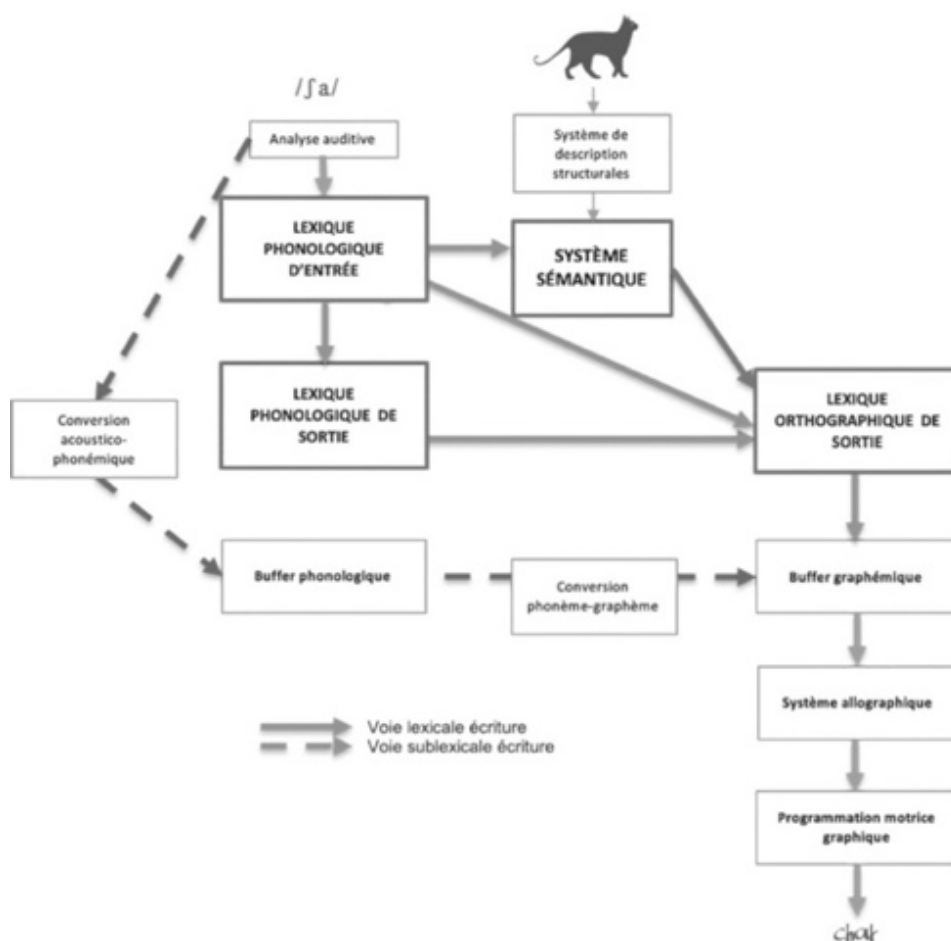 /ʃa/
Analyse auditive
Système de
description
structurales
LEXIQUE
PHONOLOGIQUE
D'ENTRÉE
SYSTÈME
SÉMANTIQUE
LEXIQUE
PHONOLOGIQUE DE
SORTIE
LEXIQUE
ORTHOGRAPHIQUE DE
SORTIE
Conversion
acoustico-
phonémique
Buffer phonologique
Conversion
phonème-graphème
Buffer graphémique
Système allographique
Voie lexicale écriture
Voie sublexicale écriture
Programmation motrice
graphique
chat